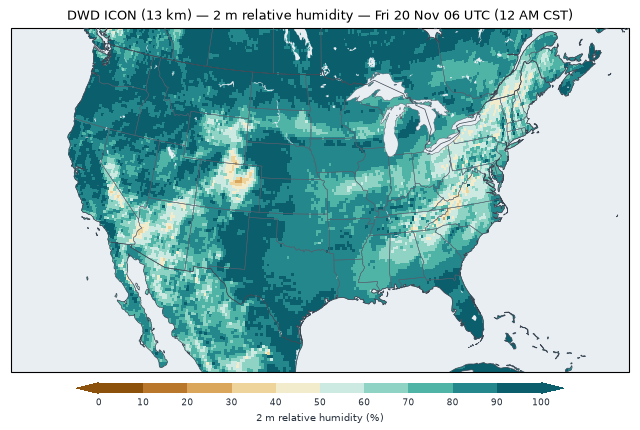 DWD ICON (13 km) — 2 m relative humidity — Fri 20 Nov 06 UTC (12 AM CST)
0 10 20 30 40 50 60 70 80 90 100
2 m relative humidity (%)